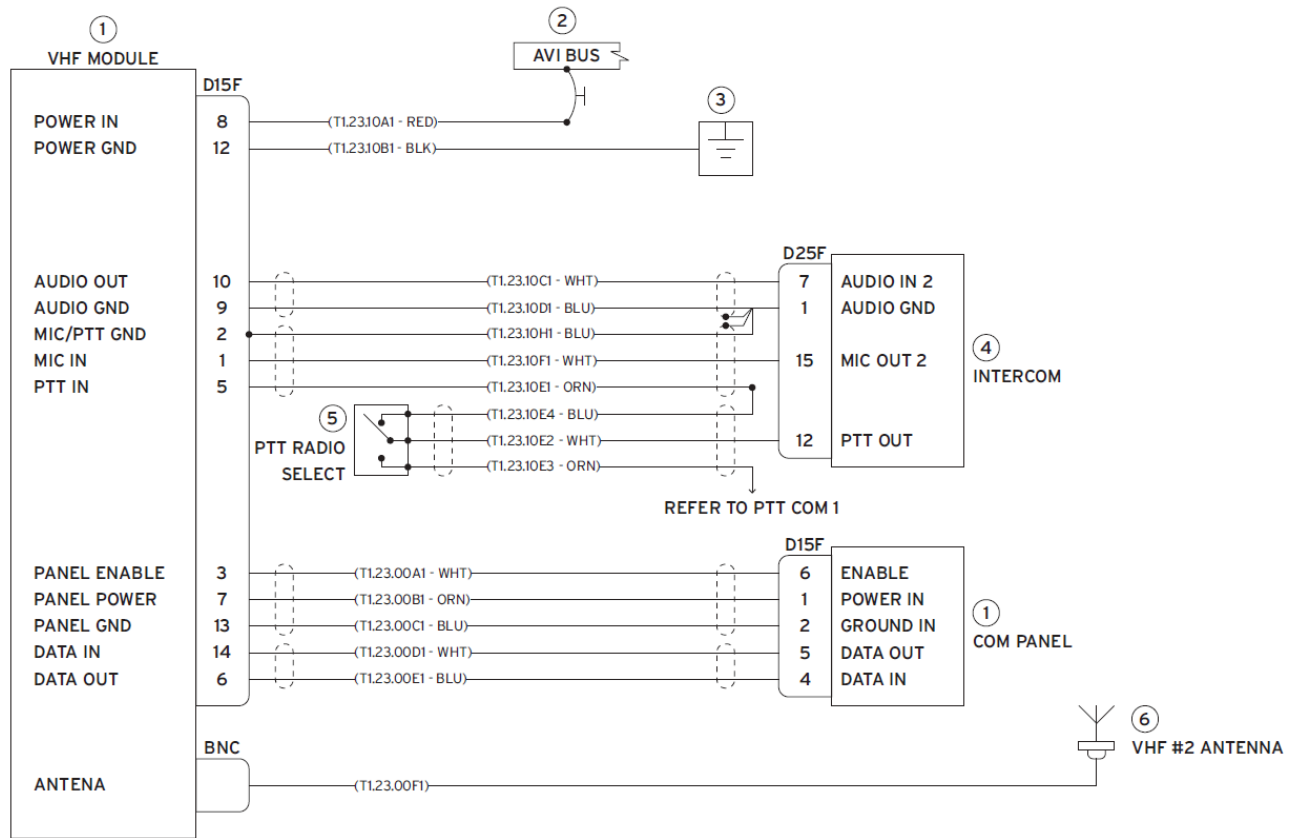 1
VHF MODULE
2
AVI BUS
D15F
3
POWER IN 8 (T1.23.10A1 - RED)
POWER GND 12 (T1.23.10B1 - BLK)
D25F
AUDIO OUT 10 (T1.23.10C1 - WHT) 7 AUDIO IN 2
AUDIO GND 9 (T1.23.10D1 - BLU) 1 AUDIO GND
MIC/PTT GND 2 (T1.23.10H1 - BLU)
MIC IN 1 (T1.23.10F1 - WHT) 15 MIC OUT 2
4
INTERCOM
PTT IN 5 (T1.23.10E1 - ORN)
5
PTT RADIO
SELECT
(T1.23.10E4 - BLU)
(T1.23.10E2 - WHT) 12 PTT OUT
(T1.23.10E3 - ORN)
REFER TO PTT COM 1
D15F
PANEL ENABLE 3 (T1.23.00A1 - WHT) 6 ENABLE
PANEL POWER 7 (T1.23.00B1 - ORN) 1 POWER IN
PANEL GND 13 (T1.23.00C1 - BLU) 2 GROUND IN
1
COM PANEL
DATA IN 14 (T1.23.00D1 - WHT) 5 DATA OUT
DATA OUT 6 (T1.23.00E1 - BLU) 4 DATA IN
6
VHF #2 ANTENNA
BNC
ANTENA (T1.23.00F1)